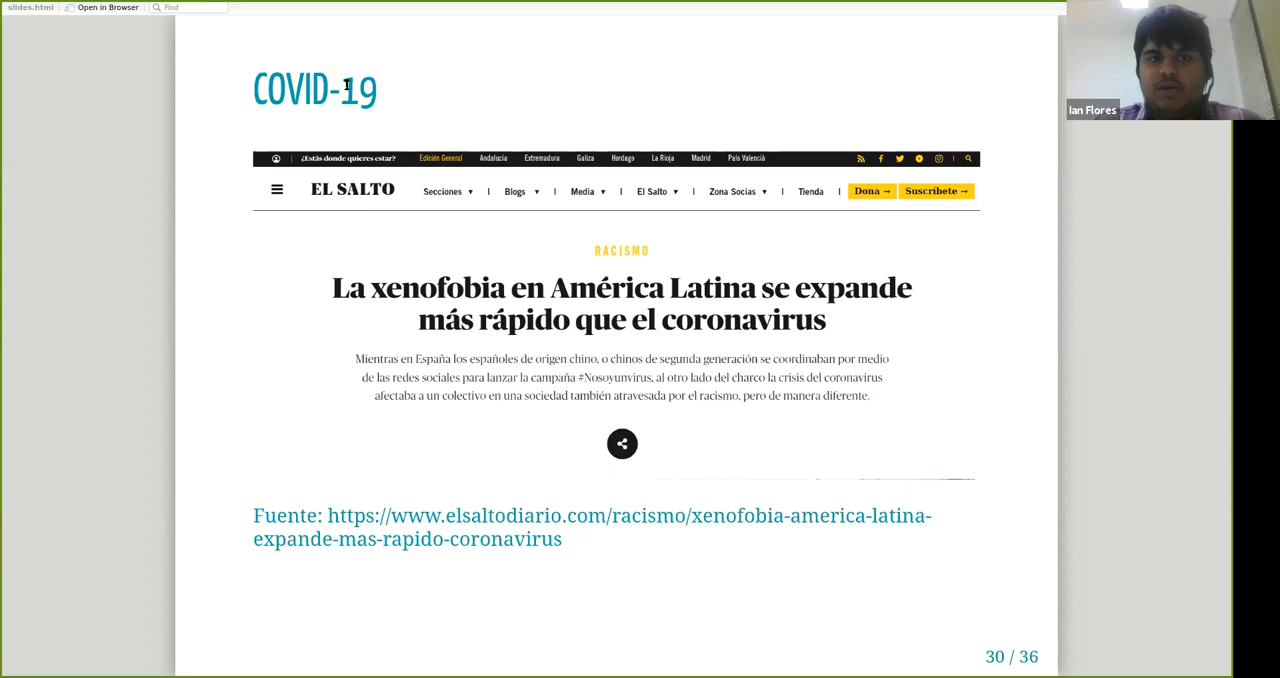 slides.html
Open in Browser
Find
Ian Flores
COVID-19
¿Estás donde quieres estar? Edición General Andalucía Extremadura Galiza Hordago La Rioja Madrid País Valencià
EL SALTO Secciones Blogs Media El Salto Zona Socias Tienda Dona → Suscríbete →
RACISMO
La xenofobia en América Latina se expande
más rápido que el coronavirus
Mientras en España los españoles de origen chino, o chinos de segunda generación se coordinaban por medio
de las redes sociales para lanzar la campaña #Nosoyunvirus, al otro lado del charco la crisis del coronavirus
afectaba a un colectivo en una sociedad también atravesada por el racismo, pero de manera diferente.
Fuente: https://www.elsaltodiario.com/racismo/xenofobia-america-latina-
expande-mas-rapido-coronavirus
30 / 36